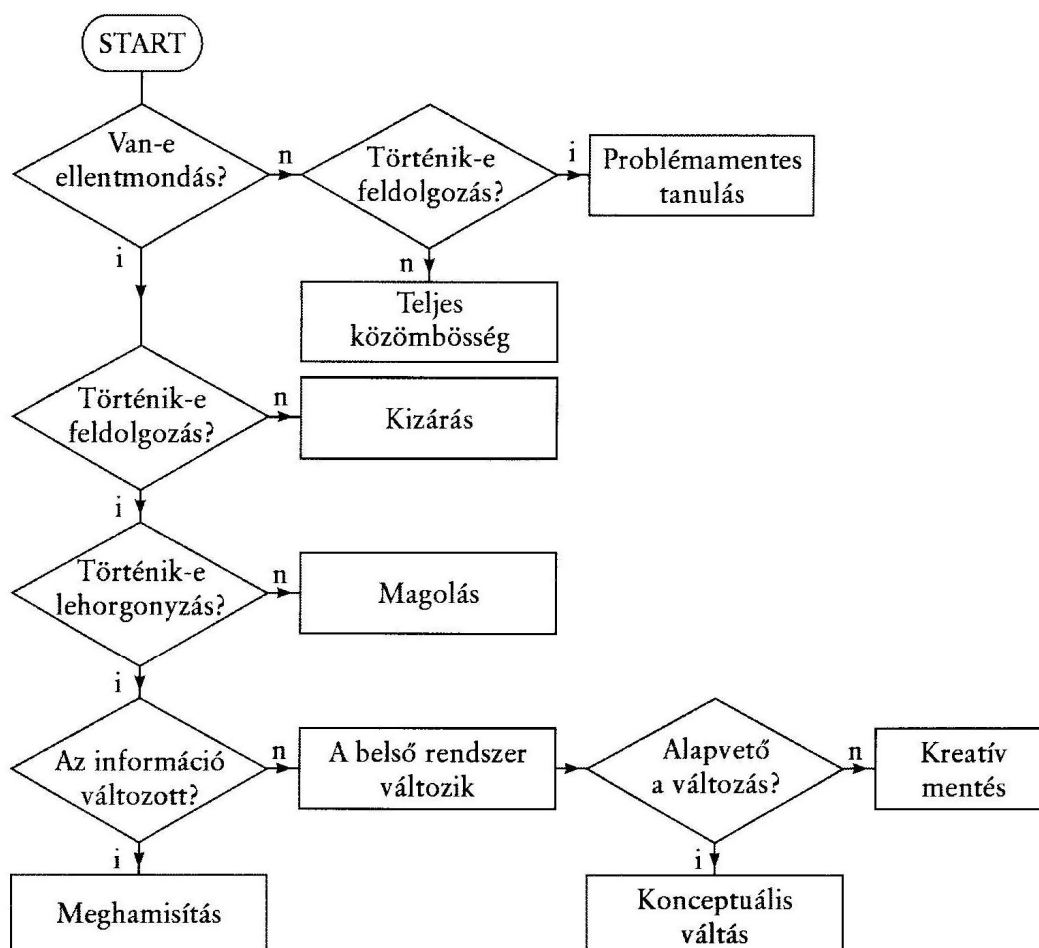 START
Van-e
ellentmondás?
n
Történik-e
feldolgozás?
i
Problémamentes
tanulás
i
n
Teljes
közömbösség
Történik-e
feldolgozás?
n
Kizárás
i
Történik-e
lehorgonyzás?
n
Magolás
i
Az információ
változott?
n
A belső rendszer
változik
Alapvető
a változás?
n
Kreatív
mentés
i
Meghamisítás
i
Konceptuális
váltás